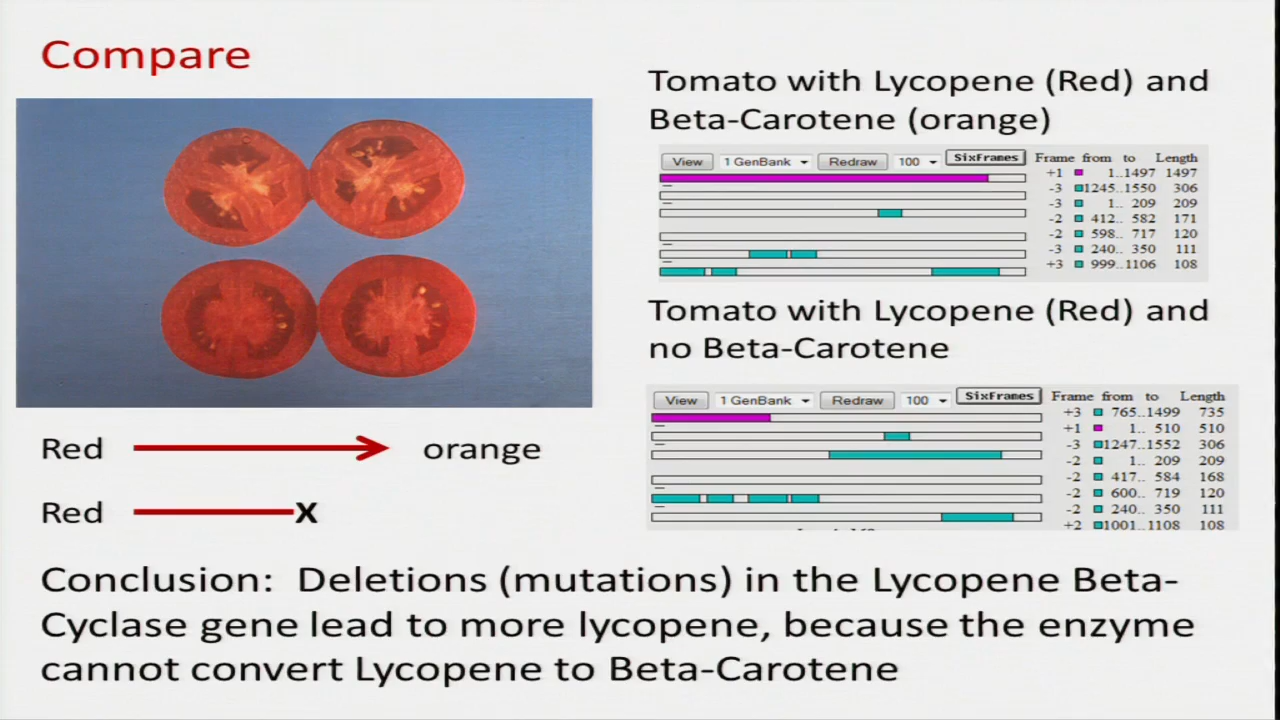 Compare
Tomato with Lycopene (Red) and
Beta-Carotene (orange)
View 1 GenBank Redraw 100 SixFrames Frame from to Length
+1 1..1497 1497
-3 1245..1550 306
-3 1.. 209 209
-2 412.. 582 171
-2 598.. 717 120
-3 240.. 350 111
+3 999..1106 108
Tomato with Lycopene (Red) and
no Beta-Carotene
View 1 GenBank Redraw 100 SixFrames Frame from to Length
+3 765..1499 735
+1 1.. 510 510
-3 1247..1552 306
-2 1.. 209 209
-2 417.. 584 168
-2 600.. 719 120
-2 240.. 350 111
+2 1001..1108 108
Red orange
Red X
Conclusion: Deletions (mutations) in the Lycopene Beta-
Cyclase gene lead to more lycopene, because the enzyme
cannot convert Lycopene to Beta-Carotene